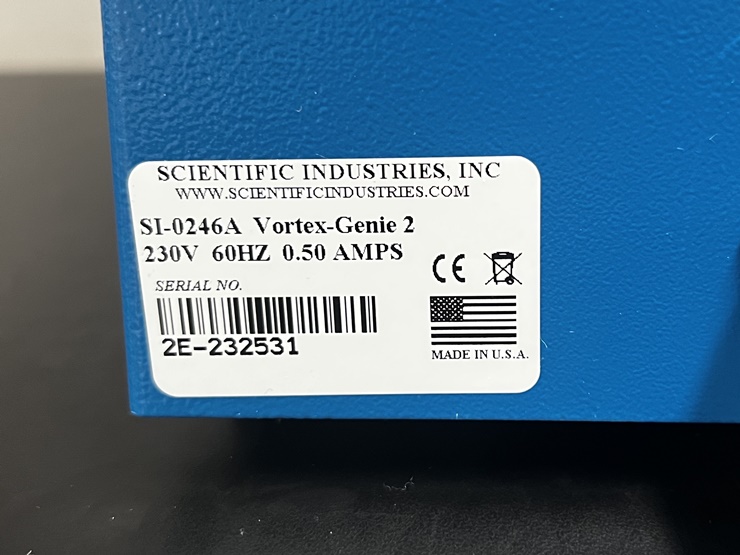 SCIENTIFIC INDUSTRIES, INC
WWW.SCIENTIFICINDUSTRIES.COM
SI-0246A Vortex-Genie 2
230V 60HZ 0.50 AMPS
SERIAL NO.
2E-232531
CE
MADE IN U.S.A.